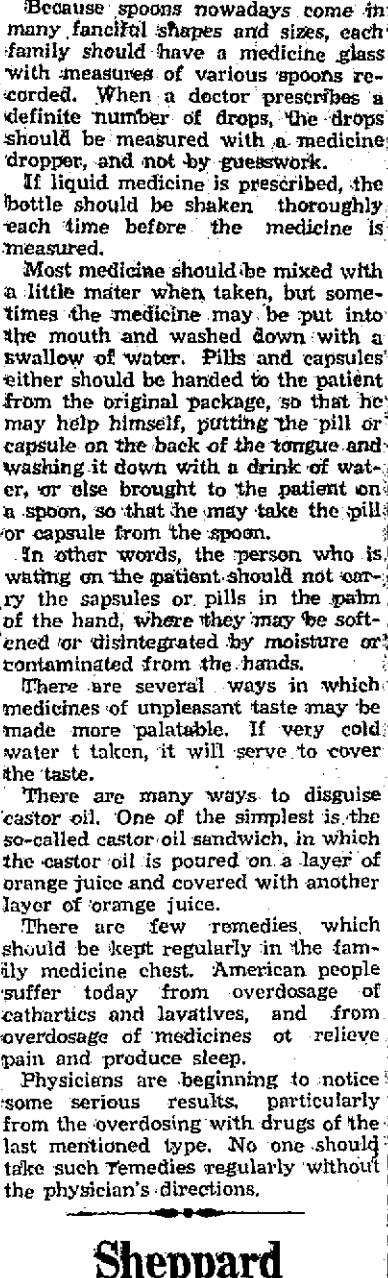 Because spoons nowadays come in
many fanciful shapes and sizes, each
family should have a medicine glass
with measures of various spoons re-
corded. When a doctor prescribes a
definite number of drops, the drops
should be measured with a medicine
dropper, and not by guesswork.
If liquid medicine is prescribed, the
bottle should be shaken thoroughly
each time before the medicine is
measured.
Most medicine should be mixed with
a little mater when taken, but some-
times the medicine may be put into
the mouth and washed down with a
swallow of water. Pills and capsules
either should be handed to the patient
from the original package, so that he
may help himself, putting the pill or
capsule on the back of the tongue and
washing it down with a drink of wat-
er, or else brought to the patient on
a spoon, so that he may take the pill
or capsule from the spoon.
In other words, the person who is
wating on the patient should not car-
ry the sapsules or pills in the palm
of the hand, where they may be soft-
ened or disintegrated by moisture or
contaminated from the hands.
There are several ways in which
medicines of unpleasant taste may be
made more palatable. If very cold
water t taken, it will serve to cover
the taste.
There are many ways to disguise
castor oil. One of the simplest is the
so-called castor oil sandwich, in which
the castor oil is poured on a layer of
orange juice and covered with another
layer of orange juice.
There are few remedies, which
should be kept regularly in the fam-
ily medicine chest. American people
suffer today from overdosage of
cathartics and lavatives, and from
overdosage of medicines ot relieve
pain and produce sleep.
Physicians are beginning to notice
some serious results, particularly
from the overdosing with drugs of the
last mentioned type. No one should
take such remedies regularly without
the physician's directions.
Sheppard